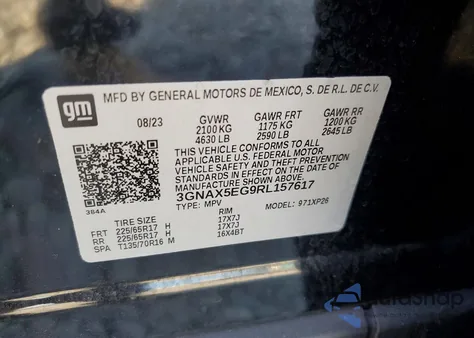 gm
MFD BY GENERAL MOTORS DE MEXICO, S. DE R.L. DE C.V.
08/23 GVWR GAWR FRT GAWR RR
2100 KG 1175 KG 1200 KG
4630 LB 2590 LB 2645 LB
THIS VEHICLE CONFORMS TO ALL
APPLICABLE U.S. FEDERAL MOTOR
VEHICLE SAFETY, BUMPER, AND THEFT
PREVENTION STANDARDS IN EFFECT ON
THE DATE OF MANUFACTURE SHOWN ABOVE.
3GNAX5EG9RL157617
TYPE: MPV MODEL: 971XP26
384A
TIRE SIZE RIM
FRT 225/65R17 H 17X7J
RR 225/65R17 H 17X7J
SPA T135/70R16 M 16X4BT
AutoSnap